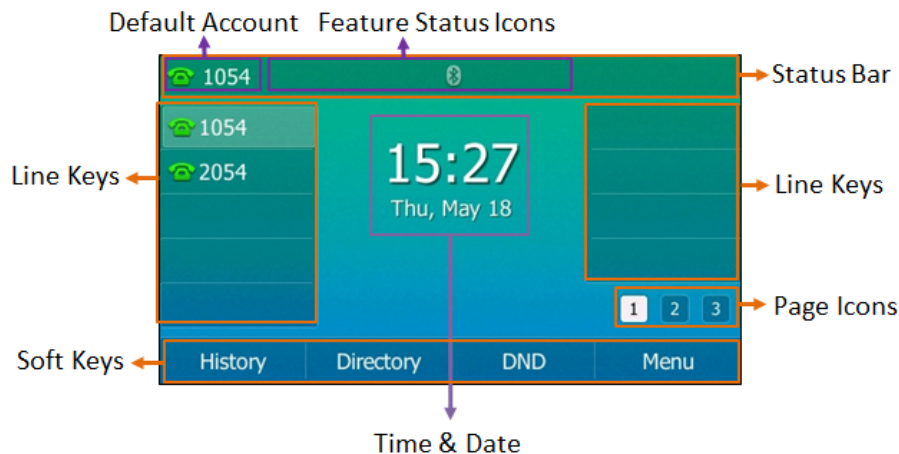 Default Account Feature Status Icons
1054
Status Bar
1054
2054
Line Keys
15:27
Thu, May 18
Line Keys
1 2 3
Page Icons
Soft Keys
History Directory DND Menu
Time & Date